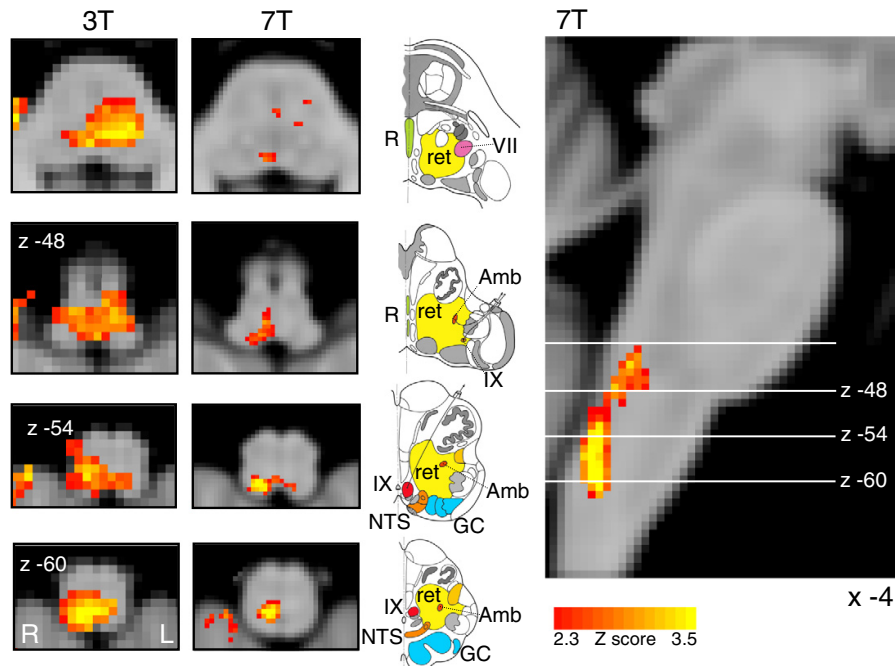 3T 7T 7T
R
ret
VII
z -48
R
ret
Amb
IX
z -48
z -54
z -60
z -54
ret
IX
Amb
NTS
GC
z -60
ret
IX
Amb
NTS
GC
R L
x -4
2.3 Z score 3.5